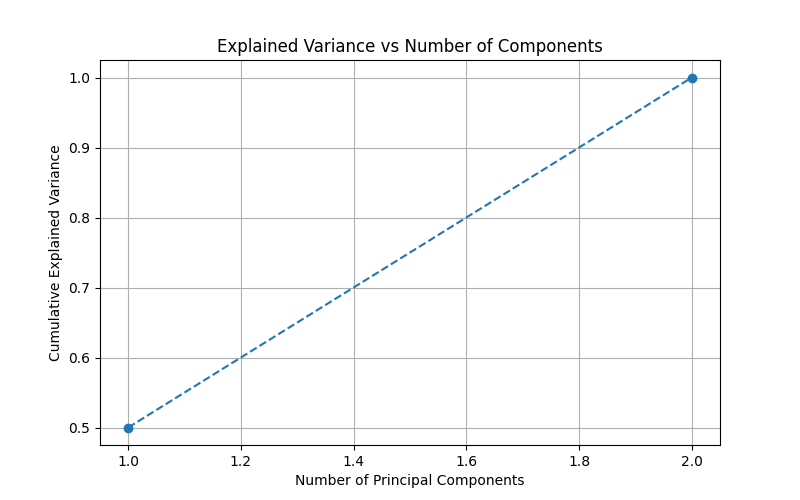 Explained Variance vs Number of Components
1.0
0.9
0.8
0.7
0.6
0.5
Cumulative Explained Variance
1.0 1.2 1.4 1.6 1.8 2.0
Number of Principal Components